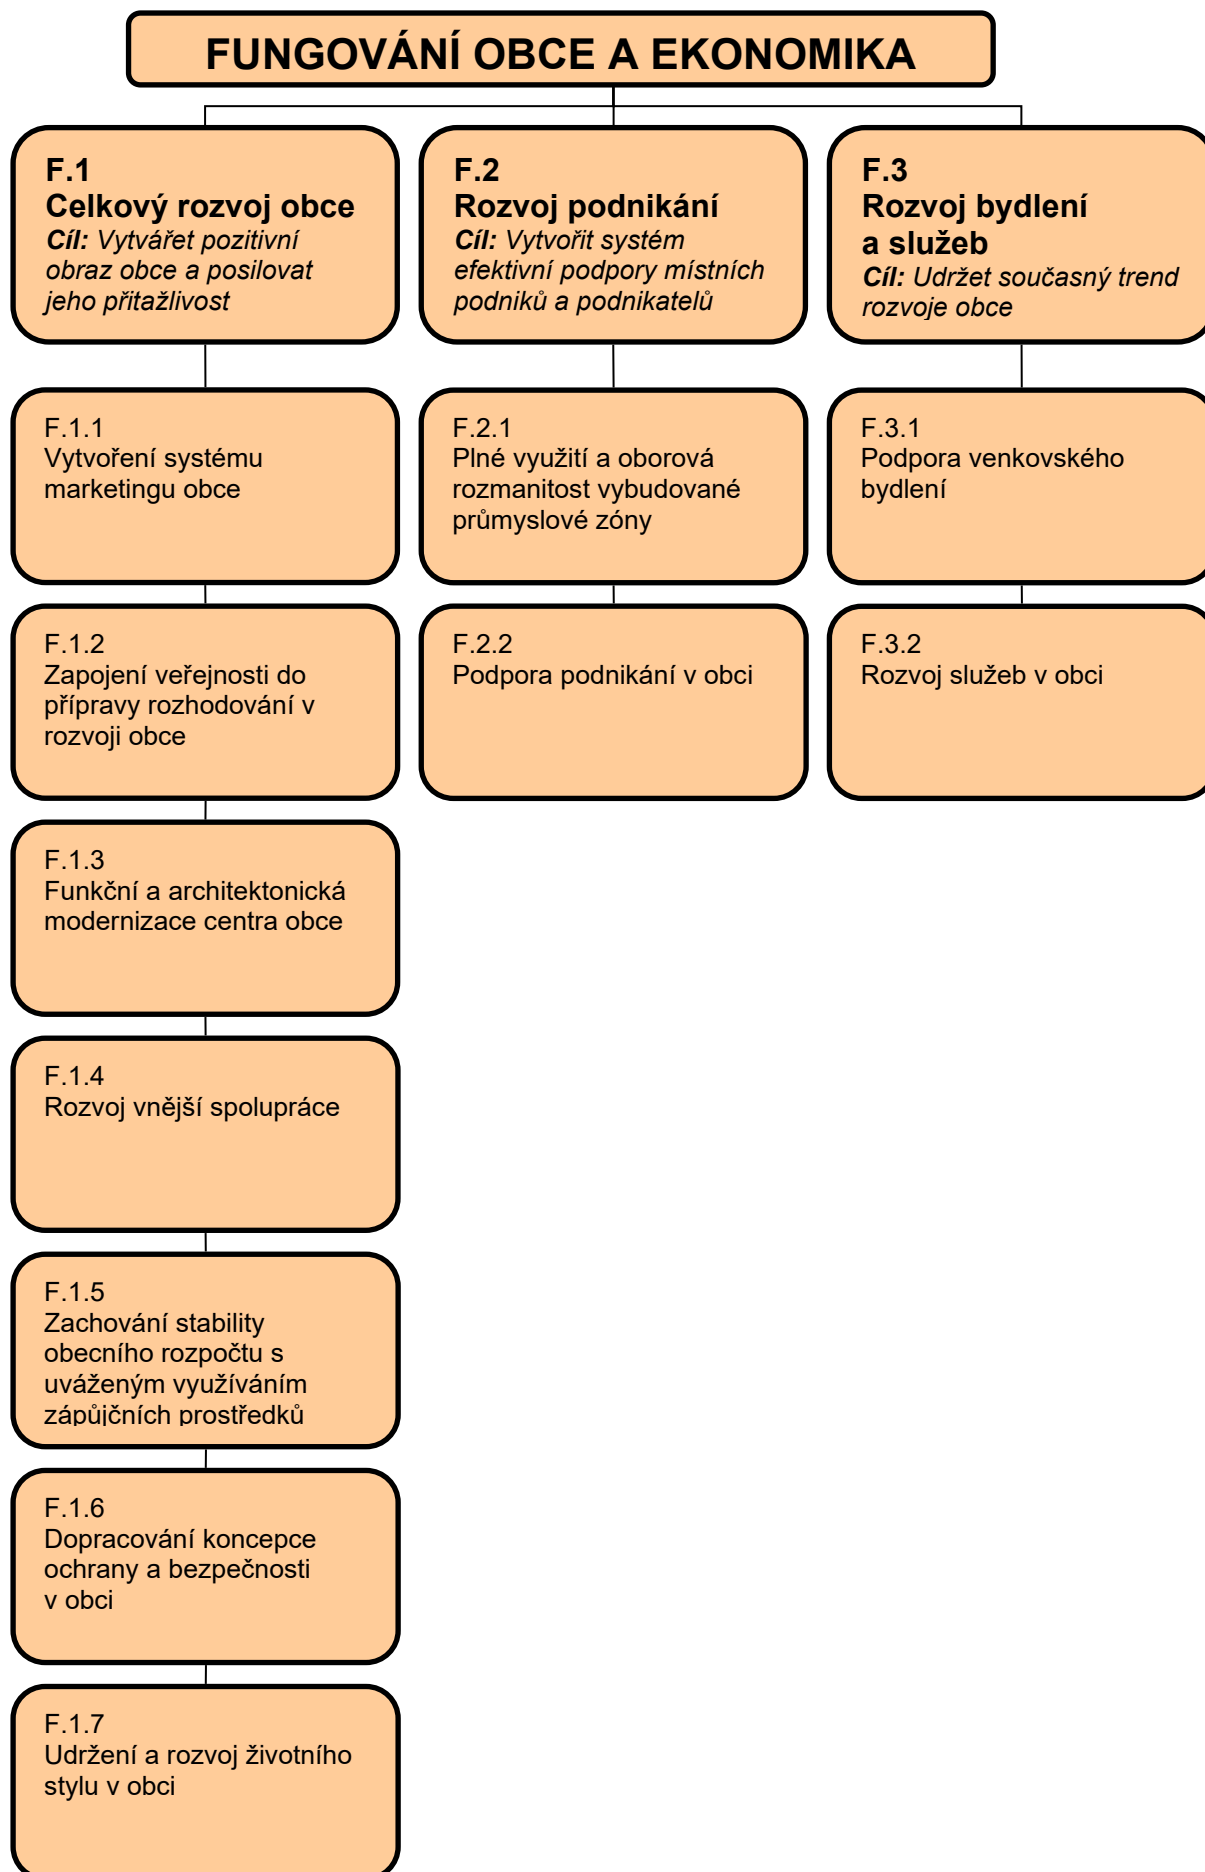 FUNGOVÁNÍ OBCE A EKONOMIKA
F.1
Celkový rozvoj obce
Cíl: Vytvářet pozitivní
obraz obce a posilovat
jeho přitažlivost
F.2
Rozvoj podnikání
Cíl: Vytvořit systém
efektivní podpory místních
podniků a podnikatelů
F.3
Rozvoj bydlení
a služeb
Cíl: Udržet současný trend
rozvoje obce
F.1.1
Vytvoření systému
marketingu obce
F.2.1
Plné využití a oborová
rozmanitost vybudované
průmyslové zóny
F.3.1
Podpora venkovského
bydlení
F.1.2
Zapojení veřejnosti do
přípravy rozhodování v
rozvoji obce
F.2.2
Podpora podnikání v obci
F.3.2
Rozvoj služeb v obci
F.1.3
Funkční a architektonická
modernizace centra obce
F.1.4
Rozvoj vnější spolupráce
F.1.5
Zachování stability
obecního rozpočtu s
uváženým využíváním
zápůjčních prostředků
F.1.6
Dopracování koncepce
ochrany a bezpečnosti
v obci
F.1.7
Udržení a rozvoj životního
stylu v obci